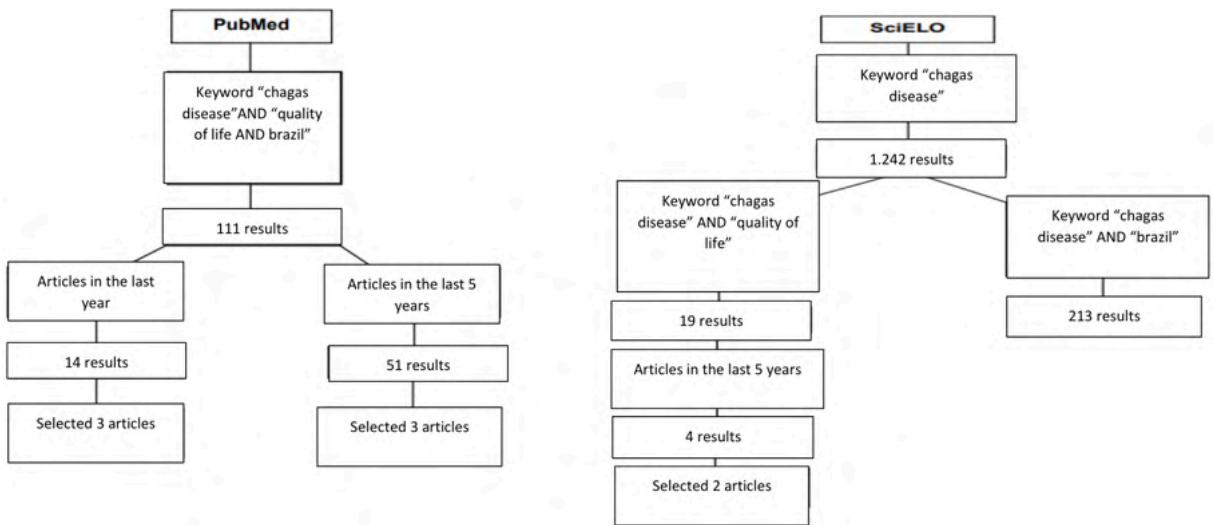 PubMed
Keyword “chagas
disease”AND “quality
of life AND brazil”
111 results
Articles in the last
year
14 results
Selected 3 articles
Articles in the last 5
years
51 results
Selected 3 articles
SciELO
Keyword “chagas
disease”
1.242 results
Keyword “chagas
disease” AND “quality of
life”
19 results
Articles in the last 5 years
4 results
Selected 2 articles
Keyword “chagas
disease” AND “brazil”
213 results